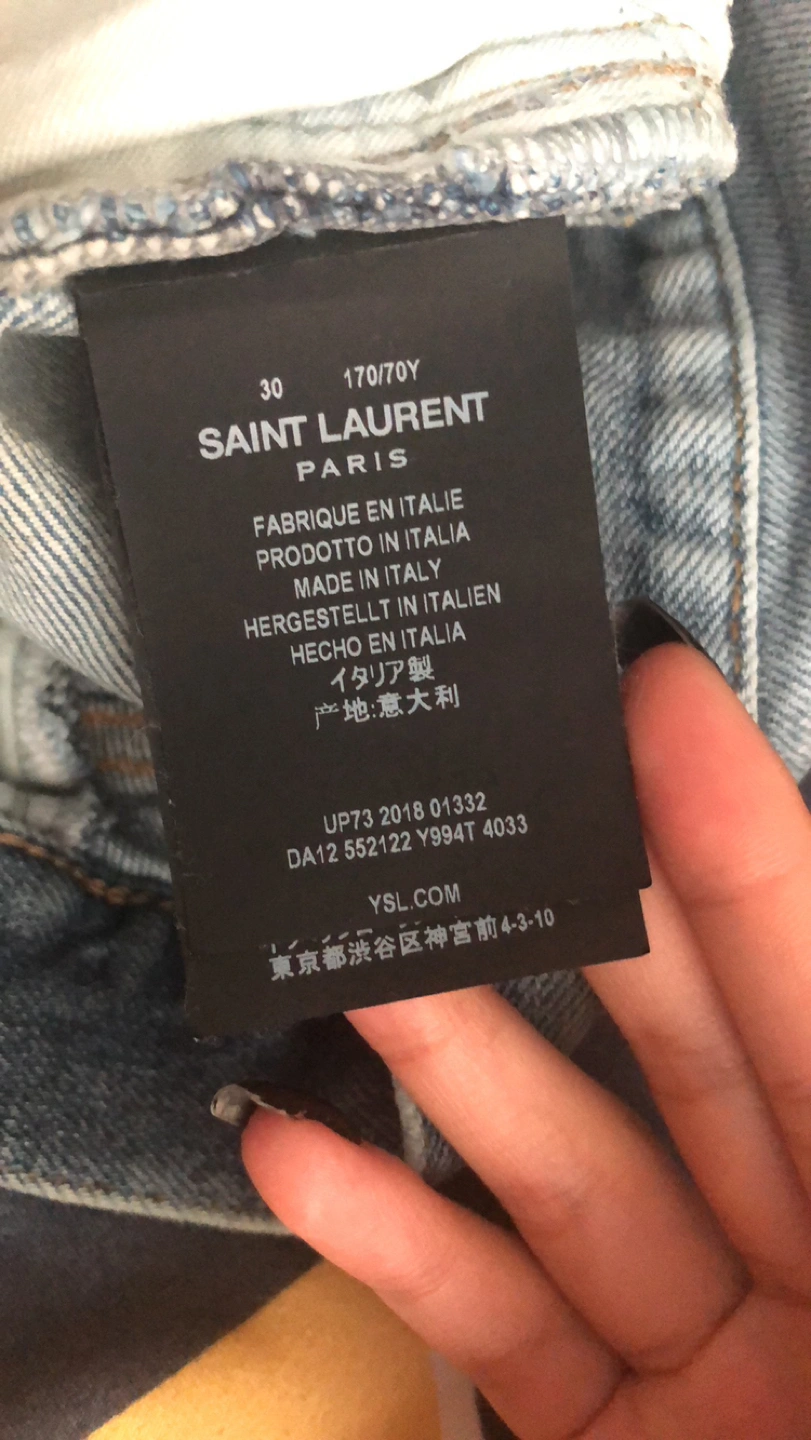 30 170/70Y
SAINT LAURENT
PARIS
FABRIQUE EN ITALIE
PRODOTTO IN ITALIA
MADE IN ITALY
HERGESTELLT IN ITALIEN
HECHO EN ITALIA
イタリア製
产地:意大利
UP73 2018 01332
DA12 552122 Y994T 4033
YSL.COM
東京都渋谷区神宮前4-3-10